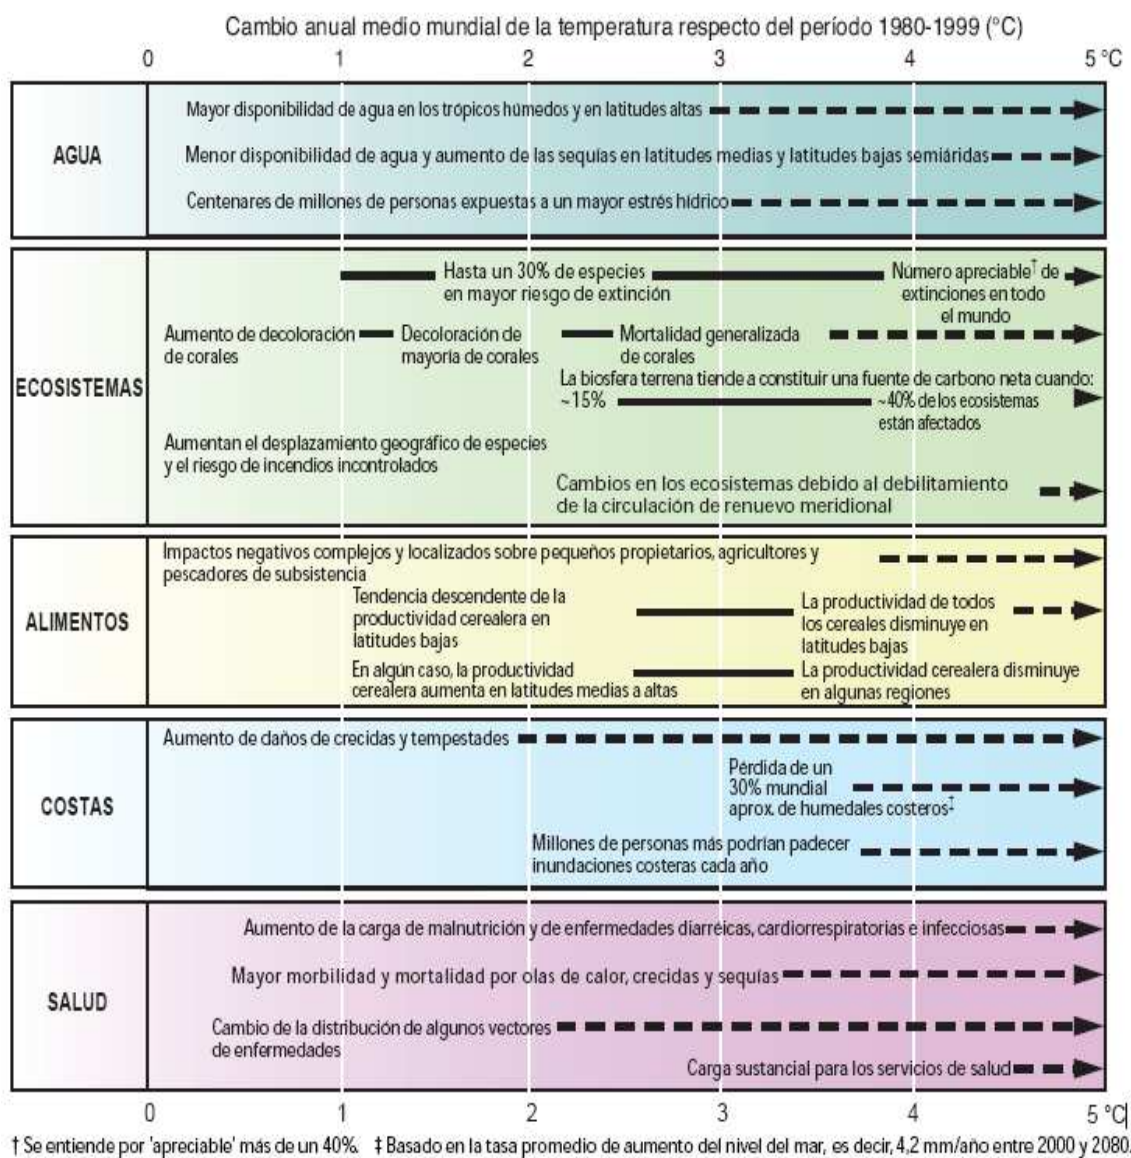 Cambio anual medio mundial de la temperatura respecto del período 1980-1999 (°C)
0 1 2 3 4 5 °C
AGUA
Mayor disponibilidad de agua en los trópicos húmedos y en latitudes altas
Menor disponibilidad de agua y aumento de las sequías en latitudes medias y latitudes bajas semiáridas
Centenares de millones de personas expuestas a un mayor estrés hídrico
ECOSISTEMAS
Hasta un 30% de especies
en mayor riesgo de extinción
Número apreciable† de
extinciones en todo
el mundo
Aumento de decoloración
de corales
Decoloración de
mayoría de corales
Mortalidad generalizada
de corales
La biosfera terrena tiende a constituir una fuente de carbono neta cuando:
~15%
~40% de los ecosistemas
están afectados
Aumentan el desplazamiento geográfico de especies
y el riesgo de incendios incontrolados
Cambios en los ecosistemas debido al debilitamiento
de la circulación de renuevo meridional
ALIMENTOS
Impactos negativos complejos y localizados sobre pequeños propietarios, agricultores y
pescadores de subsistencia
Tendencia descendente de la
productividad cerealera en
latitudes bajas
La productividad de todos
los cereales disminuye en
latitudes bajas
En algún caso, la productividad
cerealera aumenta en latitudes medias a altas
La productividad cerealera disminuye
en algunas regiones
COSTAS
Aumento de daños de crecidas y tempestades
Pérdida de un
30% mundial
aprox. de humedales costeros‡
Millones de personas más podrían padecer
inundaciones costeras cada año
SALUD
Aumento de la carga de malnutrición y de enfermedades diarréicas, cardiorrespiratorias e infecciosas
Mayor morbilidad y mortalidad por olas de calor, crecidas y sequías
Cambio de la distribución de algunos vectores
de enfermedades
Carga sustancial para los servicios de salud
0 1 2 3 4 5 °C
† Se entiende por 'apreciable' más de un 40%. ‡ Basado en la tasa promedio de aumento del nivel del mar, es decir, 4,2 mm/año entre 2000 y 2080.